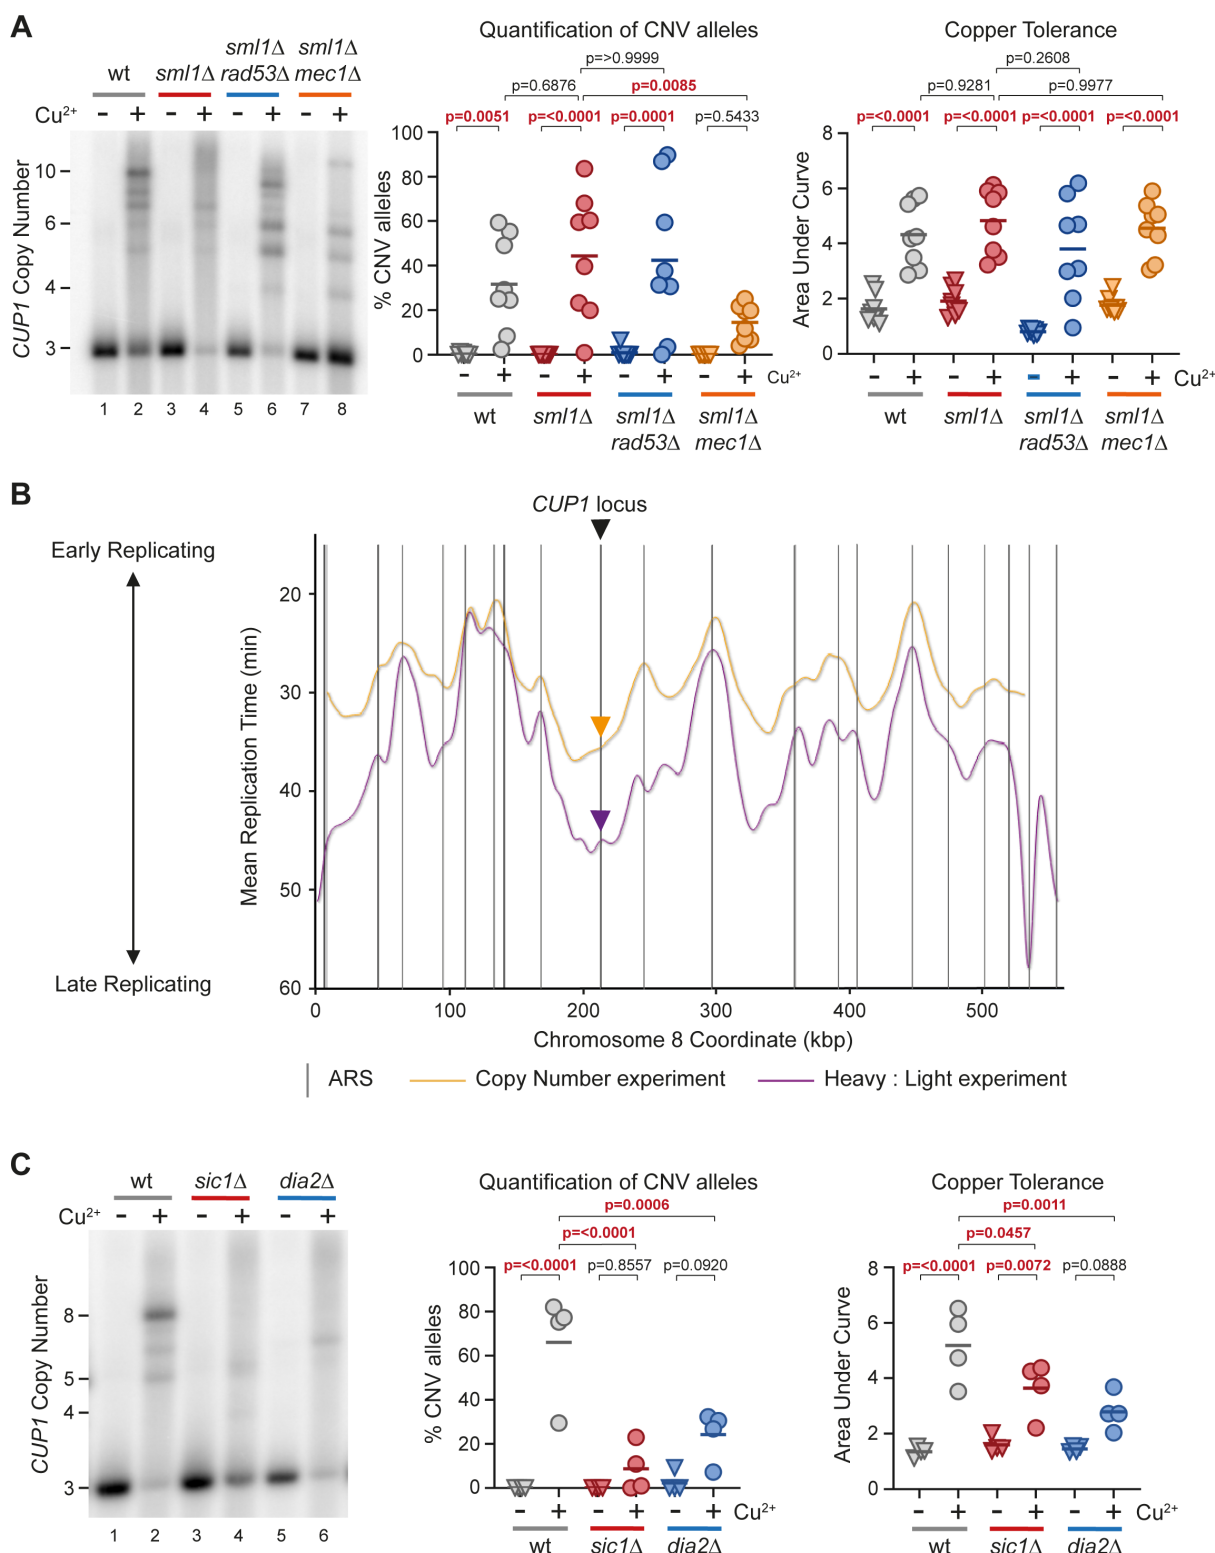 A
wt
sml1Δ
sml1Δ
rad53Δ
sml1Δ
mec1Δ
Cu2+
- + - + - + - +
CUP1 Copy Number
10
6
4
3
1 2 3 4 5 6 7 8
Quantification of CNV alleles
p=>0.9999
p=0.6876
p=0.0085
p=0.0051
p=<0.0001
p=0.0001
p=0.5433
% CNV alleles
100
80
60
40
20
0
- + - + - + - +
Cu2+
wt
sml1Δ
sml1Δ
rad53Δ
sml1Δ
mec1Δ
Copper Tolerance
p=0.2608
p=0.9281
p=0.9977
p=<0.0001
p=<0.0001
p=<0.0001
p=<0.0001
Area Under Curve
8
6
4
2
0
- + - + - + - +
Cu2+
wt
sml1Δ
sml1Δ
rad53Δ
sml1Δ
mec1Δ
B
CUP1 locus
Early Replicating
Late Replicating
Mean Replication Time (min)
20
30
40
50
60
0 100 200 300 400 500
Chromosome 8 Coordinate (kbp)
ARS
Copy Number experiment
Heavy : Light experiment
C
wt
sic1Δ
dia2Δ
Cu2+
- + - + - +
CUP1 Copy Number
8
5
4
3
1 2 3 4 5 6
Quantification of CNV alleles
p=0.0006
p=<0.0001
p=<0.0001
p=0.8557
p=0.0920
% CNV alleles
100
80
60
40
20
0
- + - + - +
Cu2+
wt
sic1Δ
dia2Δ
Copper Tolerance
p=0.0011
p=0.0457
p=<0.0001
p=0.0072
p=0.0888
Area Under Curve
8
6
4
2
0
- + - + - +
Cu2+
wt
sic1Δ
dia2Δ